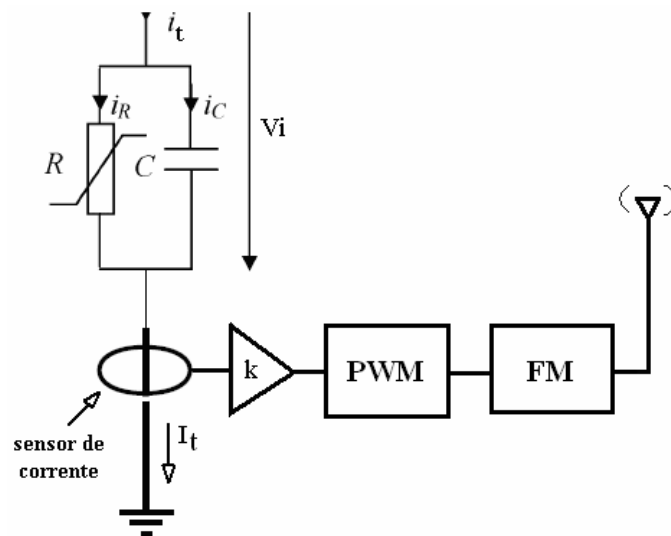 i_t
i_R
i_C
Vi
R
C
k
PWM
FM
I_t
sensor de
corrente